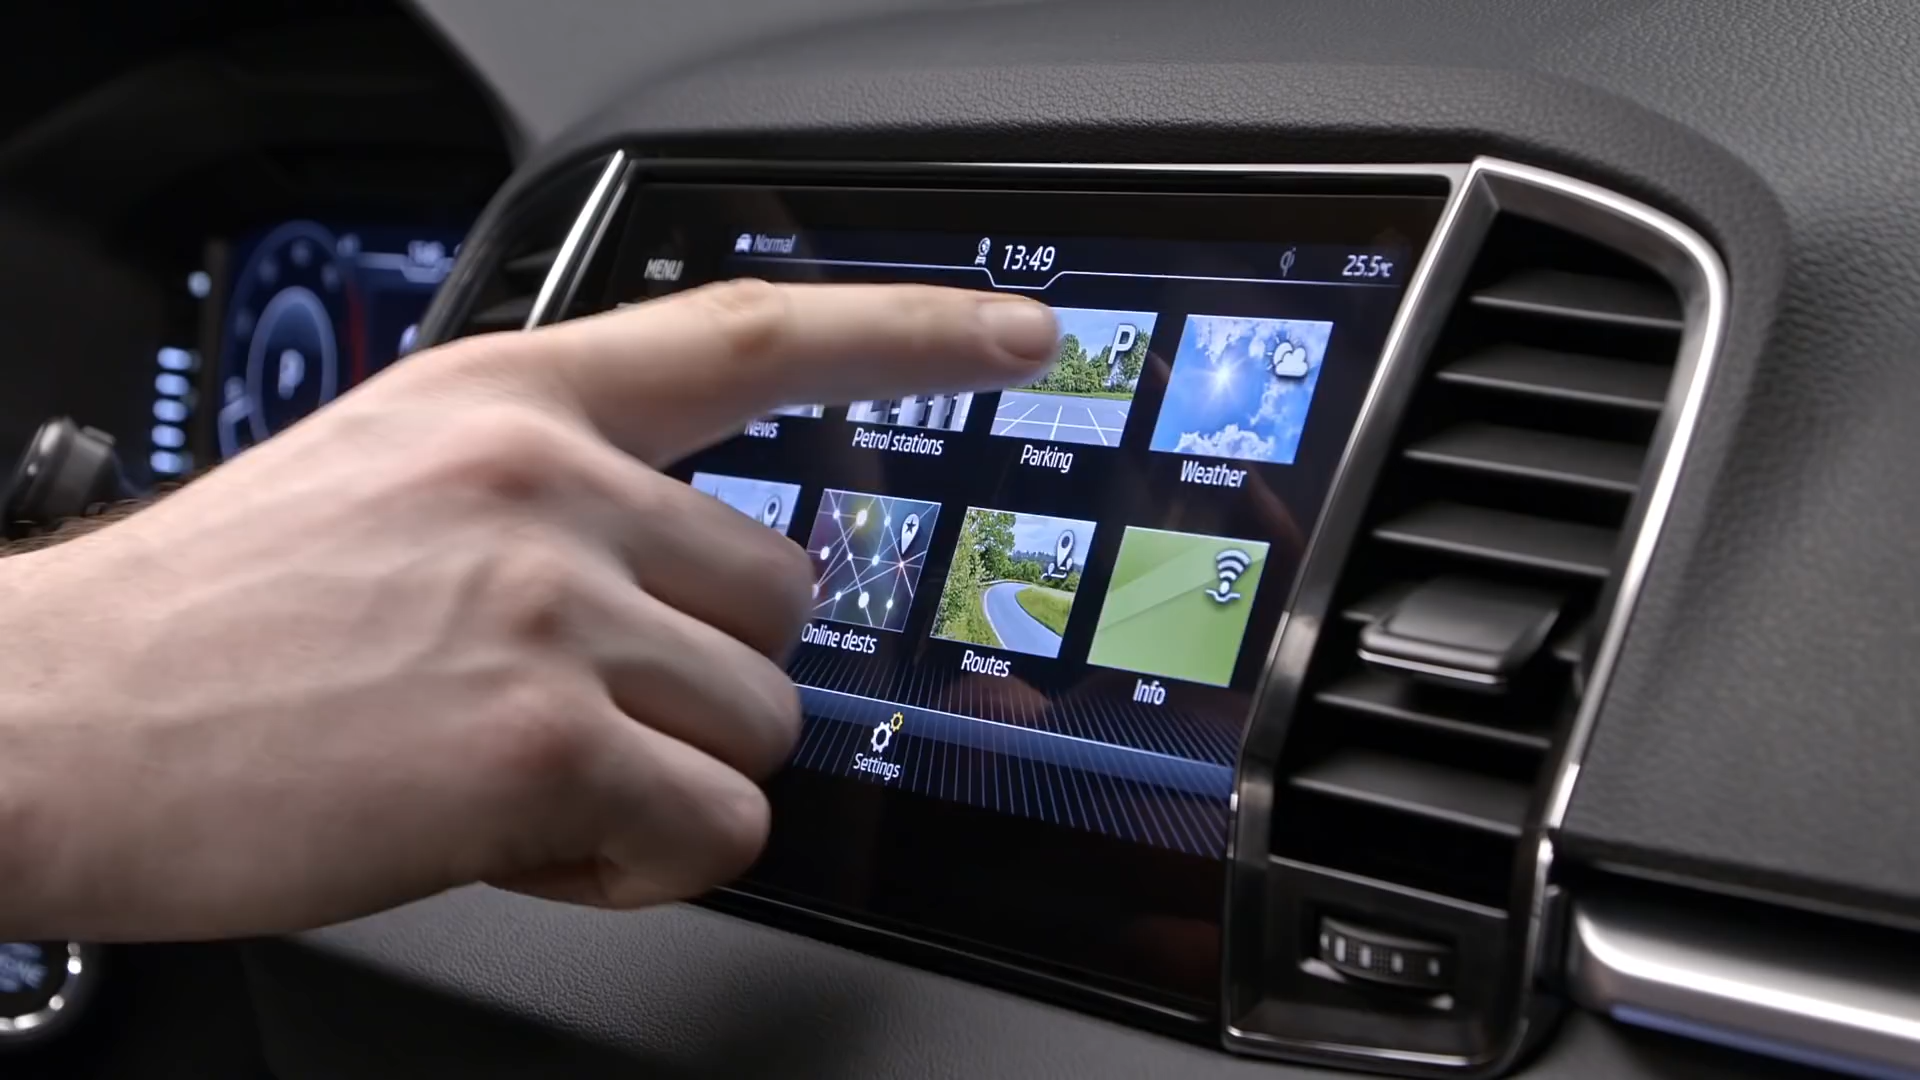 Normal
13:49
25.5°C
MENU
P
News
Petrol stations
Parking
Weather
Online dests
Routes
Info
Settings
P